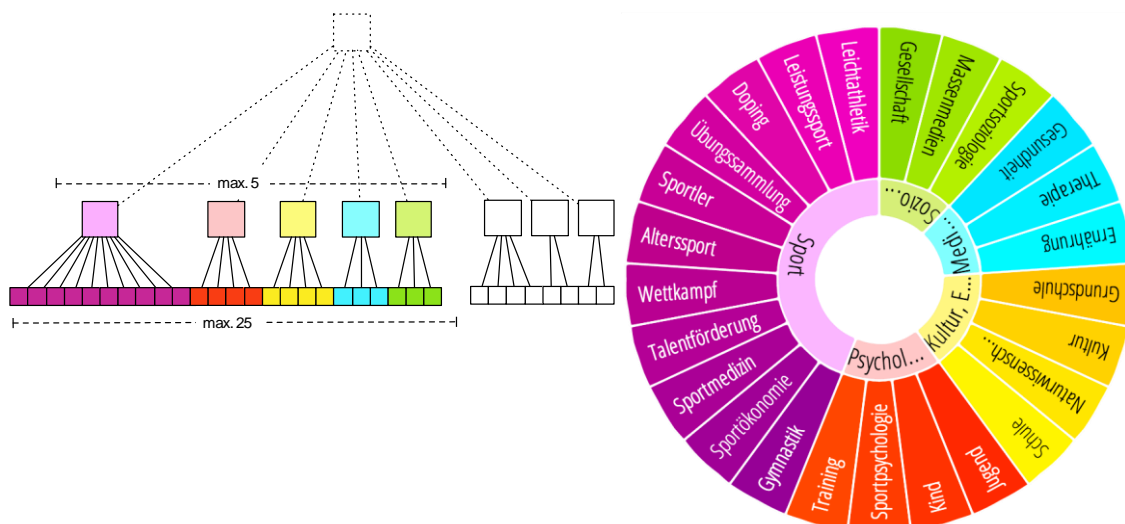 max. 5
max. 25
Leichtathletik
Leistungssport
Doping
Übungssammlung
Sportler
Alterssport
Wettkampf
Talentförderung
Sportmedizin
Sportökonomie
Gymnastik
Training
Sportpsychologie
Kind
Jugend
Schule
Naturwissensch...
Kultur
Grundschule
Ernährung
Therapie
Gesundheit
Sportsoziologie
Massenmedien
Gesellschaft
Sport
Sozio...
Medi...
Kultur, E...
Psychol...